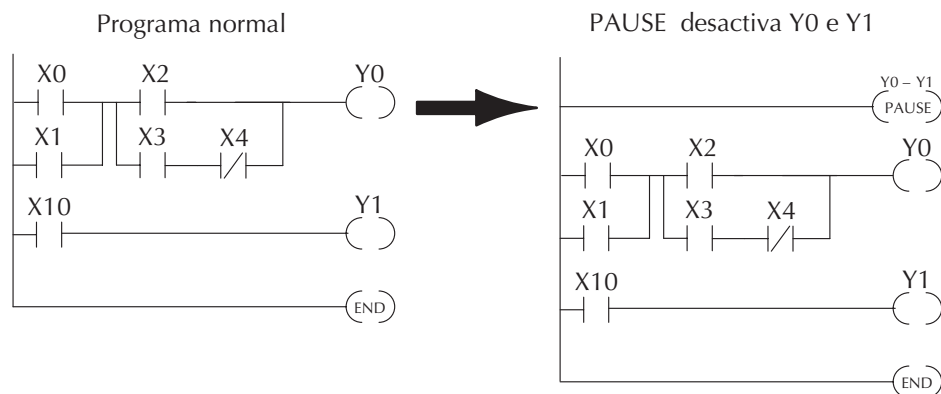 Programa normal
X0 X2 Y0
X1 X3 X4
X10 Y1
END
PAUSE desactiva Y0 e Y1
Y0 – Y1
PAUSE
X0 X2 Y0
X1 X3 X4
X10 Y1
END